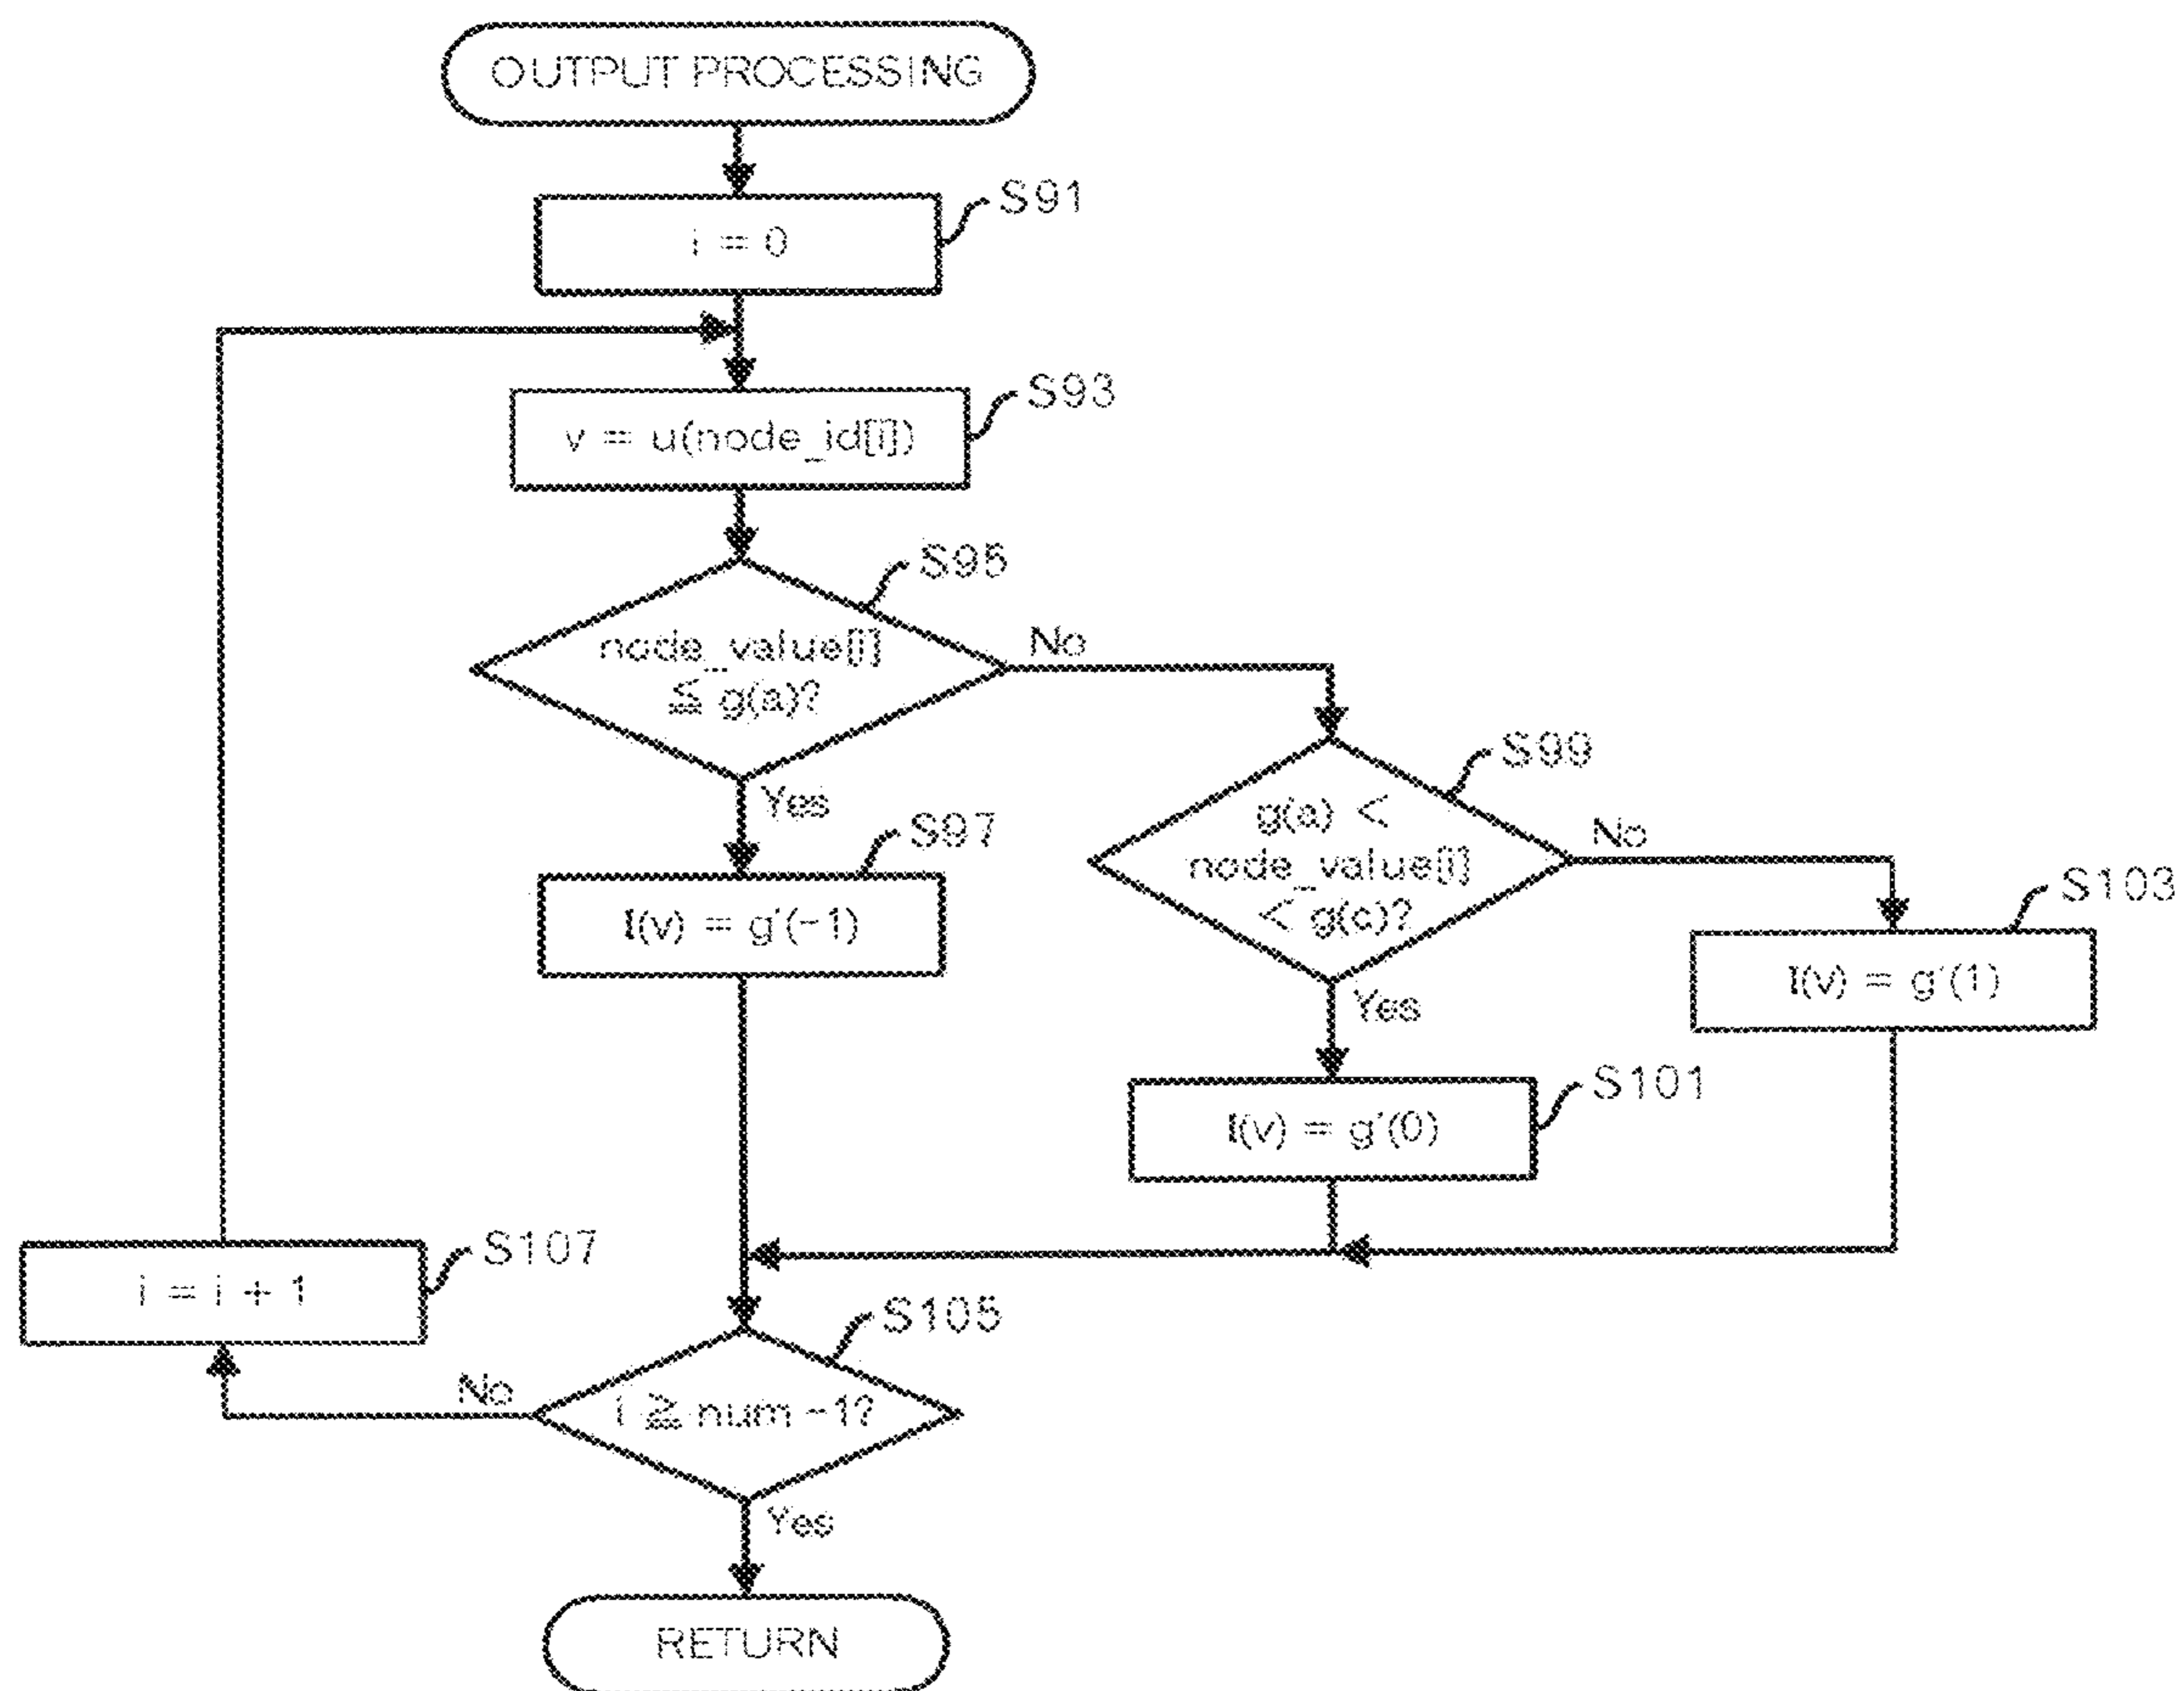 OUTPUT PROCESSING
S91
i = 0
S93
v = u(node_id[i])
S95
node_value[i]
≦ g(a)?
No
Yes
S97
I(v) = g'(-1)
S99
g(a) <
node_value[i]
< g(c)?
No
Yes
S103
I(v) = g'(1)
S101
I(v) = g'(0)
S107
i = i + 1
S105
i ≧ num -1?
No
Yes
RETURN